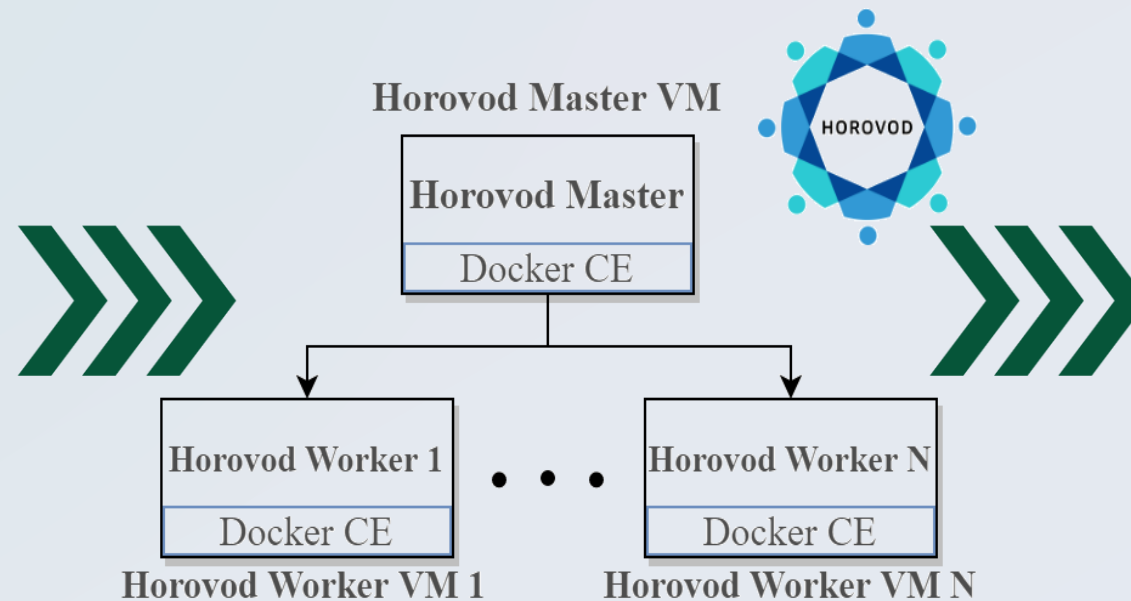 Horovod Master VM
HOROVOD
Horovod Master
Docker CE
Horovod Worker 1
Horovod Worker N
Docker CE
Docker CE
Horovod Worker VM 1
Horovod Worker VM N